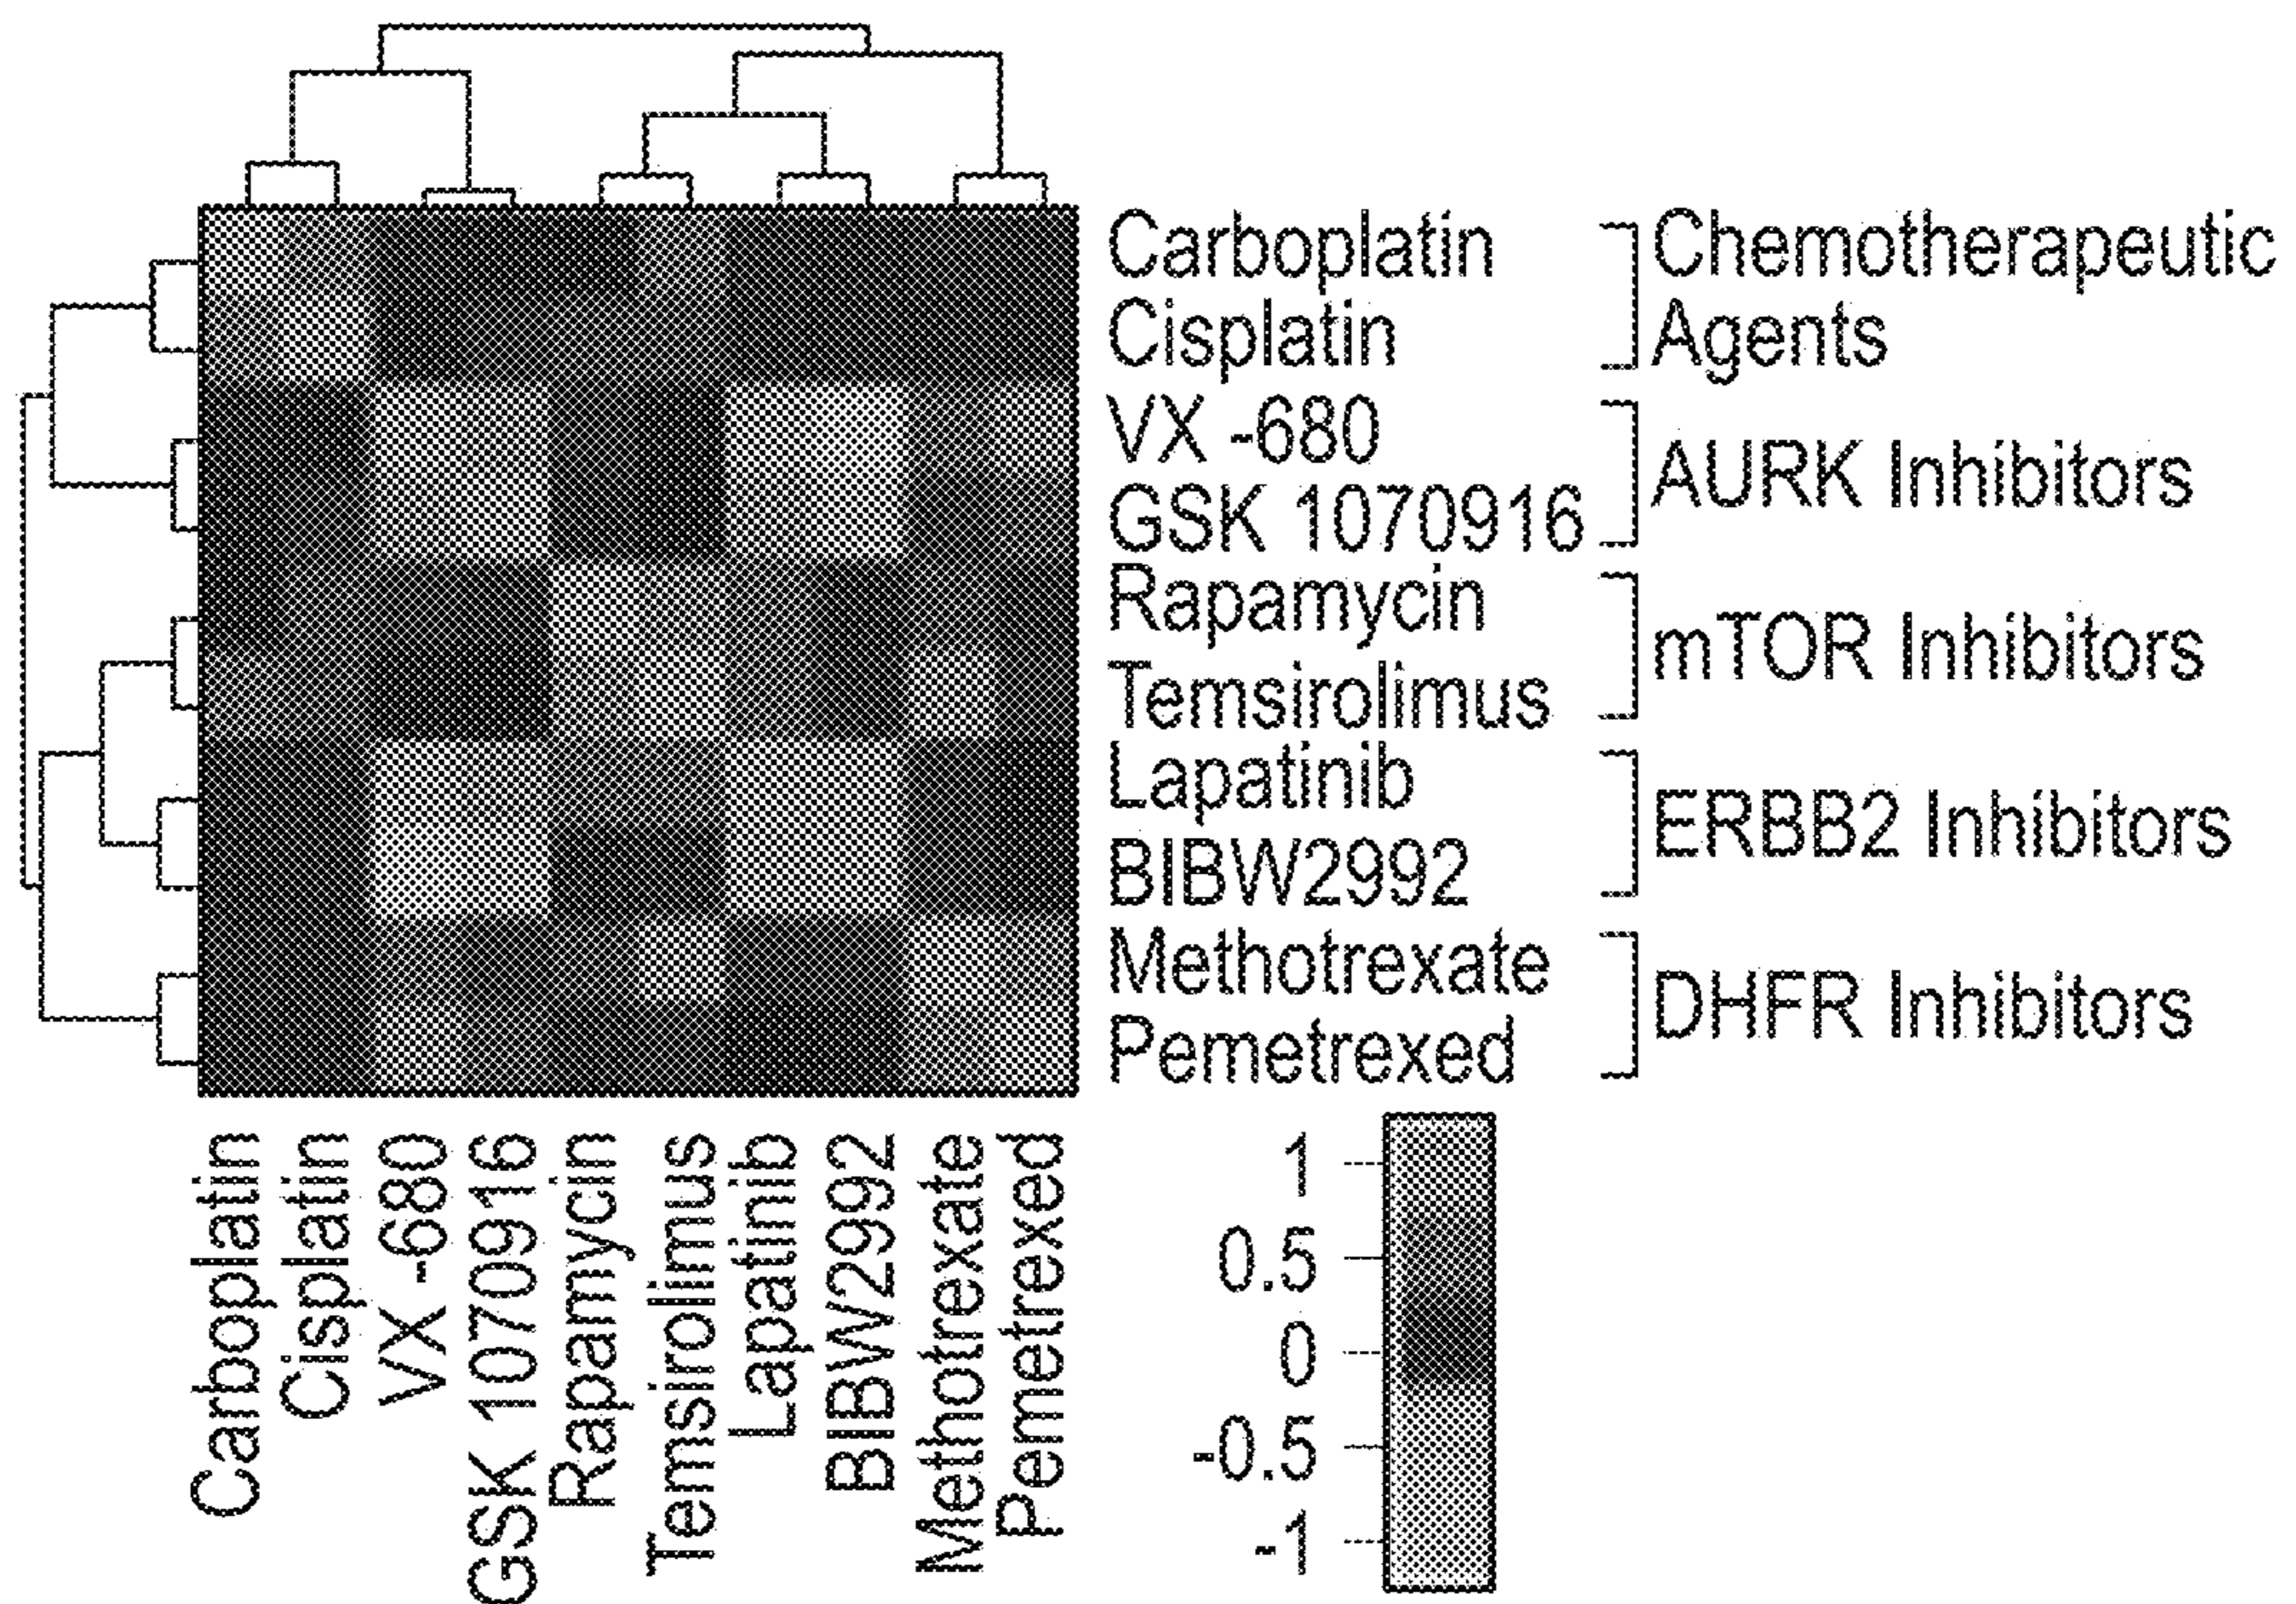 Carboplatin
Cisplatin
VX -680
GSK 1070916
Rapamycin
Temsirolimus
Lapatinib
BIBW2992
Methotrexate
Pemetrexed
Chemotherapeutic
Agents
AURK Inhibitors
mTOR Inhibitors
ERBB2 Inhibitors
DHFR Inhibitors
Carboplatin
Cisplatin
VX -680
GSK 1070916
Rapamycin
Temsirolimus
Lapatinib
BIBW2992
Methotrexate
Pemetrexed
1
0.5
0
-0.5
-1